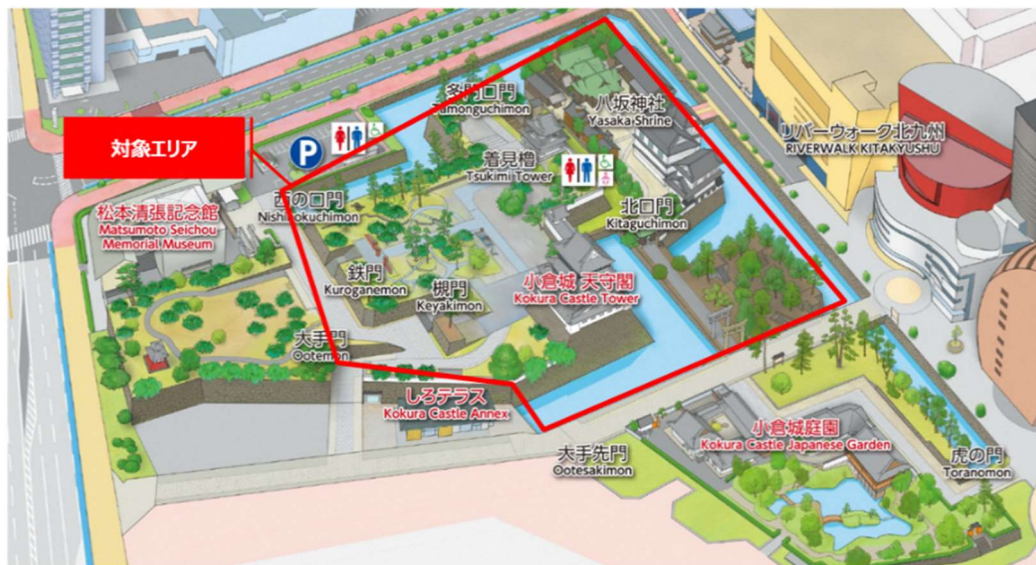 多門口門
Tamonguchimon
八坂神社
Yasaka Shrine
リバーウォーク北九州
RIVERWALK KITAKYUSHU
対象エリア
P
着見櫓
Tsukimi Tower
西の口門
Nishinokuchimon
北口門
Kitaguchimon
松本清張記念館
Matsumoto Seichou
Memorial Museum
鉄門
Kuroganemon
槻門
Keyakimon
小倉城 天守閣
Kokura Castle Tower
大手門
Ootemon
しろテラス
Kokura Castle Annex
小倉城庭園
Kokura Castle Japanese Garden
大手先門
Ootesakimon
虎の門
Toranomon